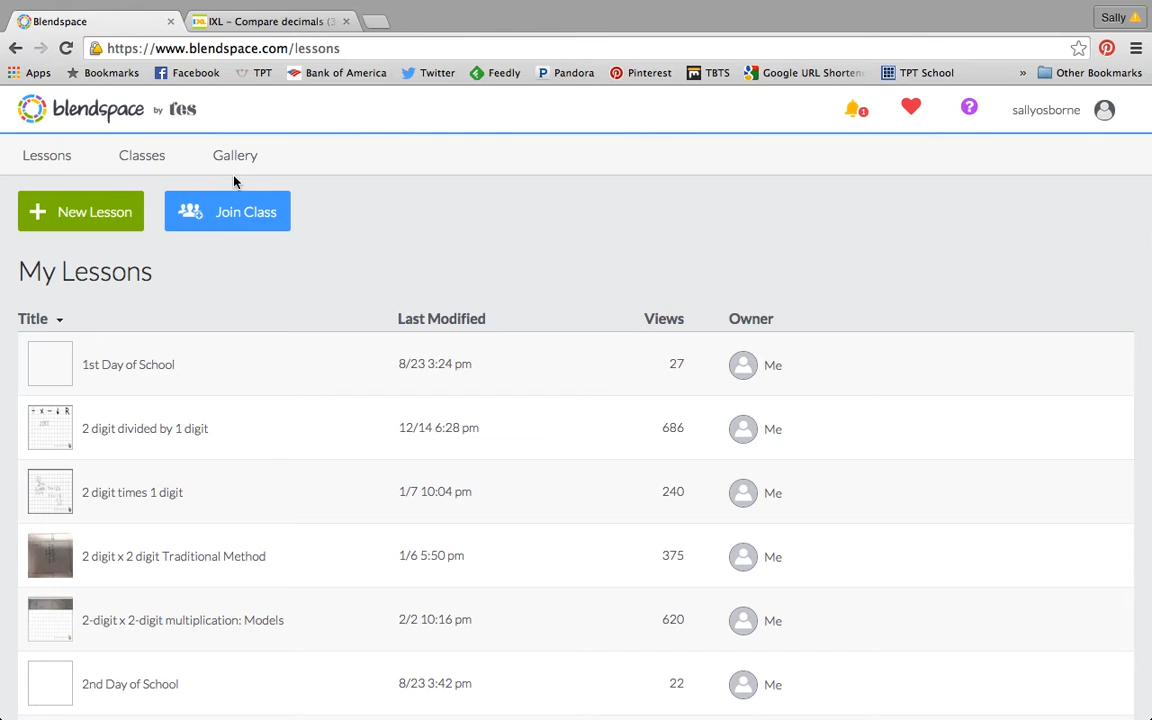 Blendspace
IXL – Compare decimals (3
Sally
https://www.blendspace.com/lessons
Apps Bookmarks Facebook TPT Bank of America Twitter Feedly Pandora Pinterest TBTS Google URL Shorten TPT School » Other Bookmarks
blendspace by tes
1
sallyosborne
Lessons Classes Gallery
New Lesson Join Class
My Lessons
Title Last Modified Views Owner
1st Day of School 8/23 3:24 pm 27 Me
2 digit divided by 1 digit 12/14 6:28 pm 686 Me
2 digit times 1 digit 1/7 10:04 pm 240 Me
2 digit x 2 digit Traditional Method 1/6 5:50 pm 375 Me
2-digit x 2-digit multiplication: Models 2/2 10:16 pm 620 Me
2nd Day of School 8/23 3:42 pm 22 Me